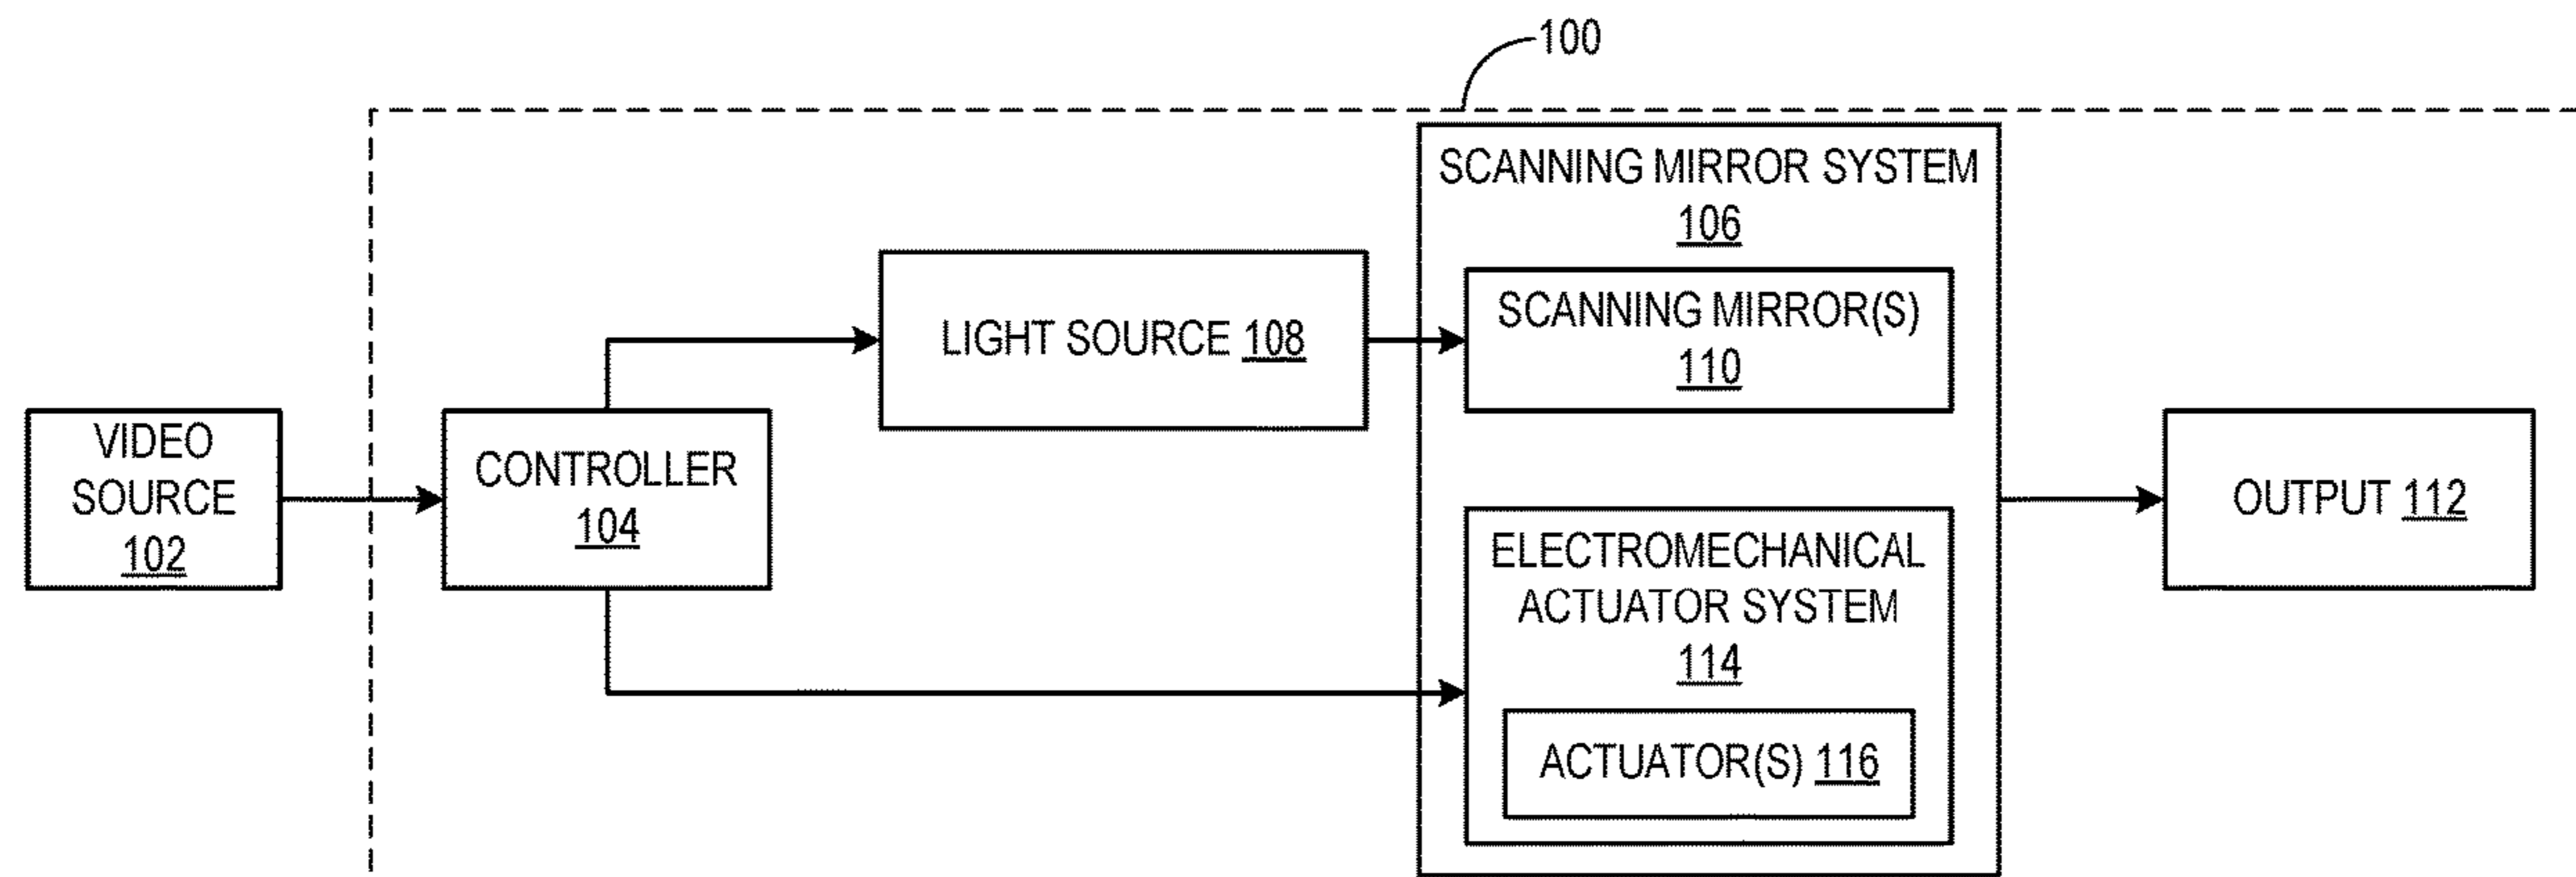 100
VIDEO
SOURCE
102
CONTROLLER
104
LIGHT SOURCE 108
SCANNING MIRROR SYSTEM
106
SCANNING MIRROR(S)
110
ELECTROMECHANICAL
ACTUATOR SYSTEM
114
ACTUATOR(S) 116
OUTPUT 112